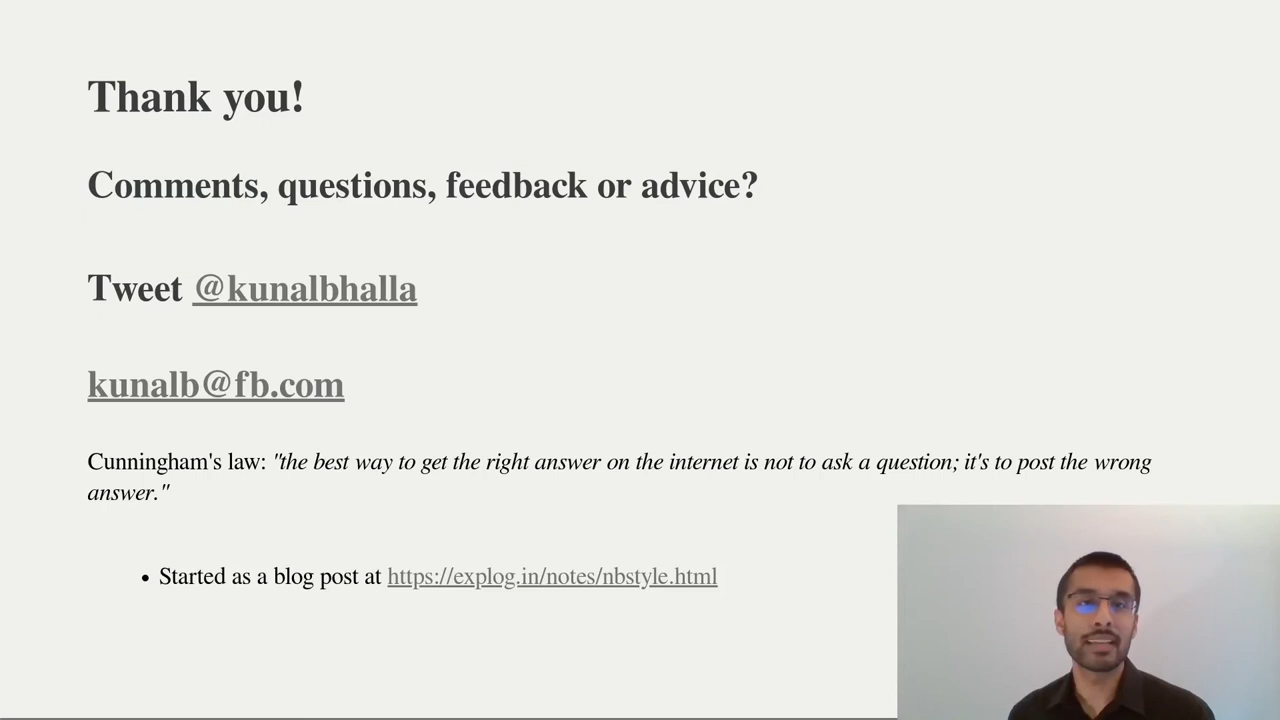 Thank you!
Comments, questions, feedback or advice?
Tweet @kunalbhalla
kunalb@fb.com
Cunningham's law: "the best way to get the right answer on the internet is not to ask a question; it's to post the wrong
answer."
• Started as a blog post at https://explog.in/notes/nbstyle.html